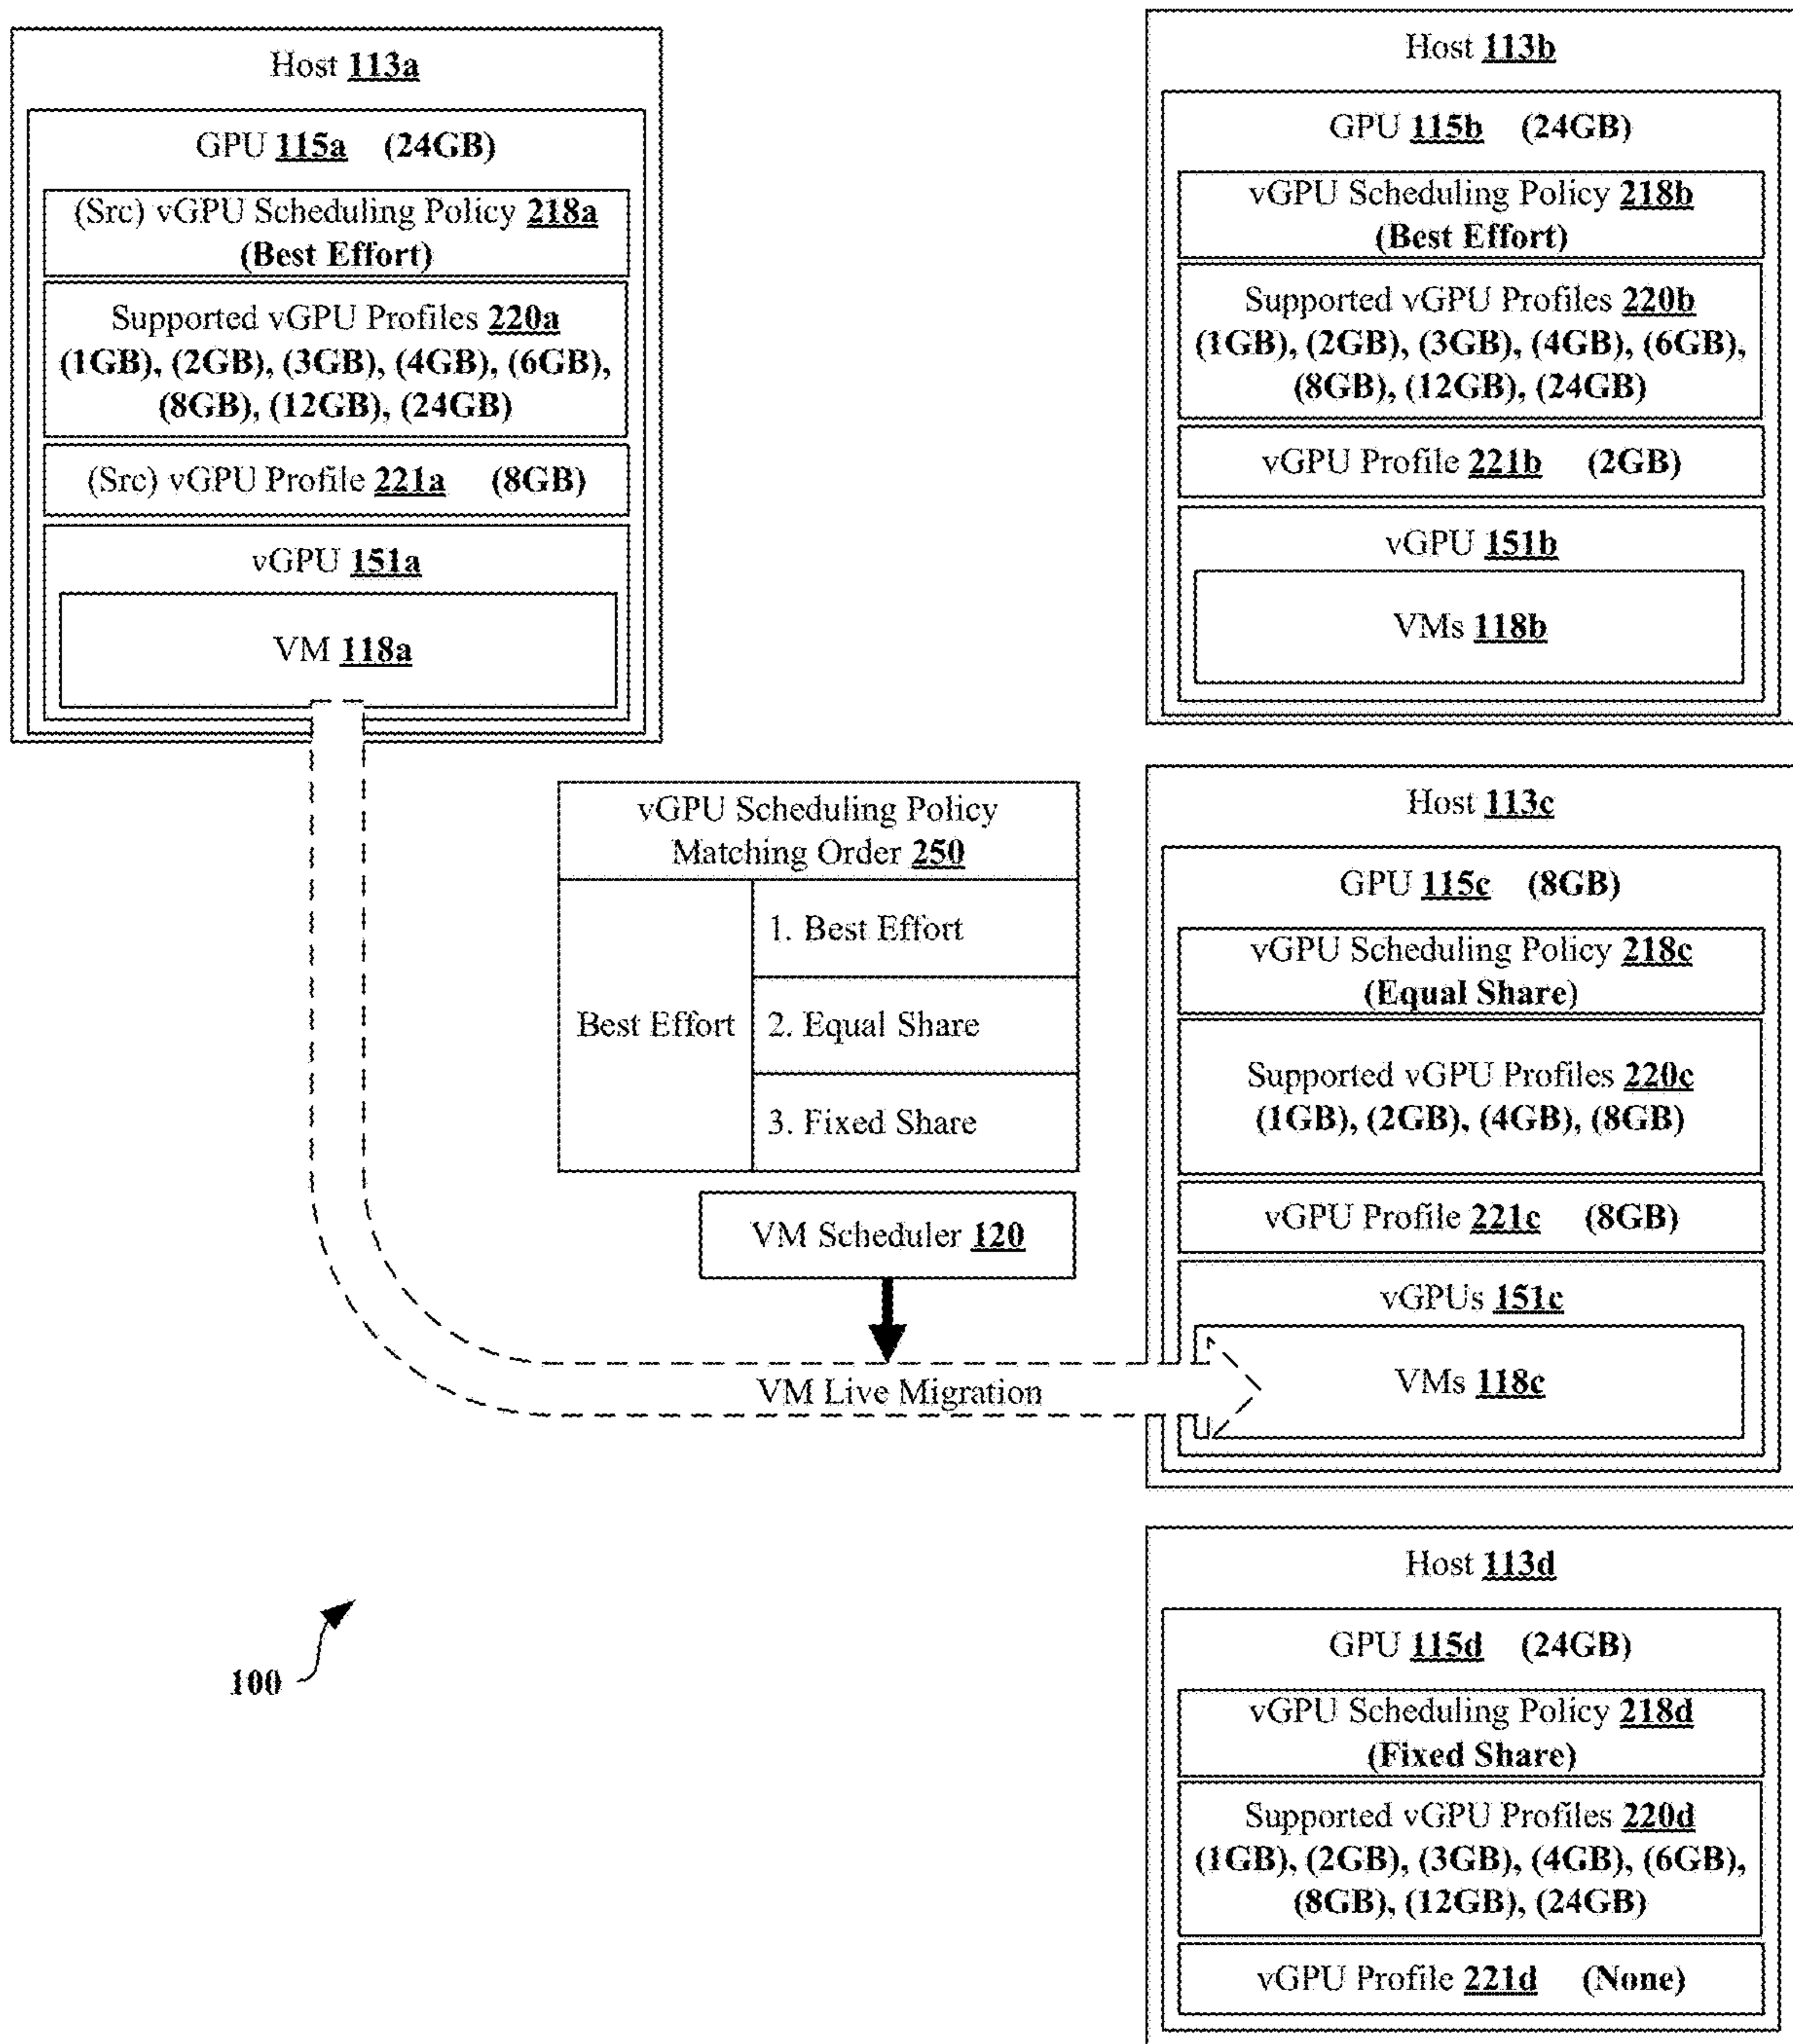 Host 113a
GPU 115a (24GB)
(Src) vGPU Scheduling Policy 218a
(Best Effort)
Supported vGPU Profiles 220a
(1GB), (2GB), (3GB), (4GB), (6GB),
(8GB), (12GB), (24GB)
(Src) vGPU Profile 221a (8GB)
vGPU 151a
VM 118a
Host 113b
GPU 115b (24GB)
vGPU Scheduling Policy 218b
(Best Effort)
Supported vGPU Profiles 220b
(1GB), (2GB), (3GB), (4GB), (6GB),
(8GB), (12GB), (24GB)
vGPU Profile 221b (2GB)
vGPU 151b
VMs 118b
vGPU Scheduling Policy
Matching Order 250
Best Effort
1. Best Effort
2. Equal Share
3. Fixed Share
VM Scheduler 120
VM Live Migration
Host 113c
GPU 115c (8GB)
vGPU Scheduling Policy 218c
(Equal Share)
Supported vGPU Profiles 220c
(1GB), (2GB), (4GB), (8GB)
vGPU Profile 221c (8GB)
vGPUs 151c
VMs 118c
100
Host 113d
GPU 115d (24GB)
vGPU Scheduling Policy 218d
(Fixed Share)
Supported vGPU Profiles 220d
(1GB), (2GB), (3GB), (4GB), (6GB),
(8GB), (12GB), (24GB)
vGPU Profile 221d (None)